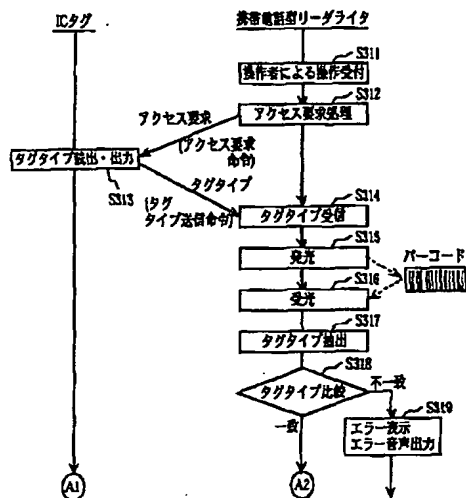 ICタグ
携帯電話型リーダライタ
S311
操作者による操作受付
S312
アクセス要求処理
アクセス要求
(アクセス要求
命令)
タグタイプ抽出・出力
S313
タグタイプ
(タグ
タイプ送信命令)
S314
タグタイプ受信
S315
発光
バーコード
S316
受光
S317
タグタイプ抽出
S318
タグタイプ比較
不一致
一致
S319
エラー表示
エラー音声出力
A1
A2